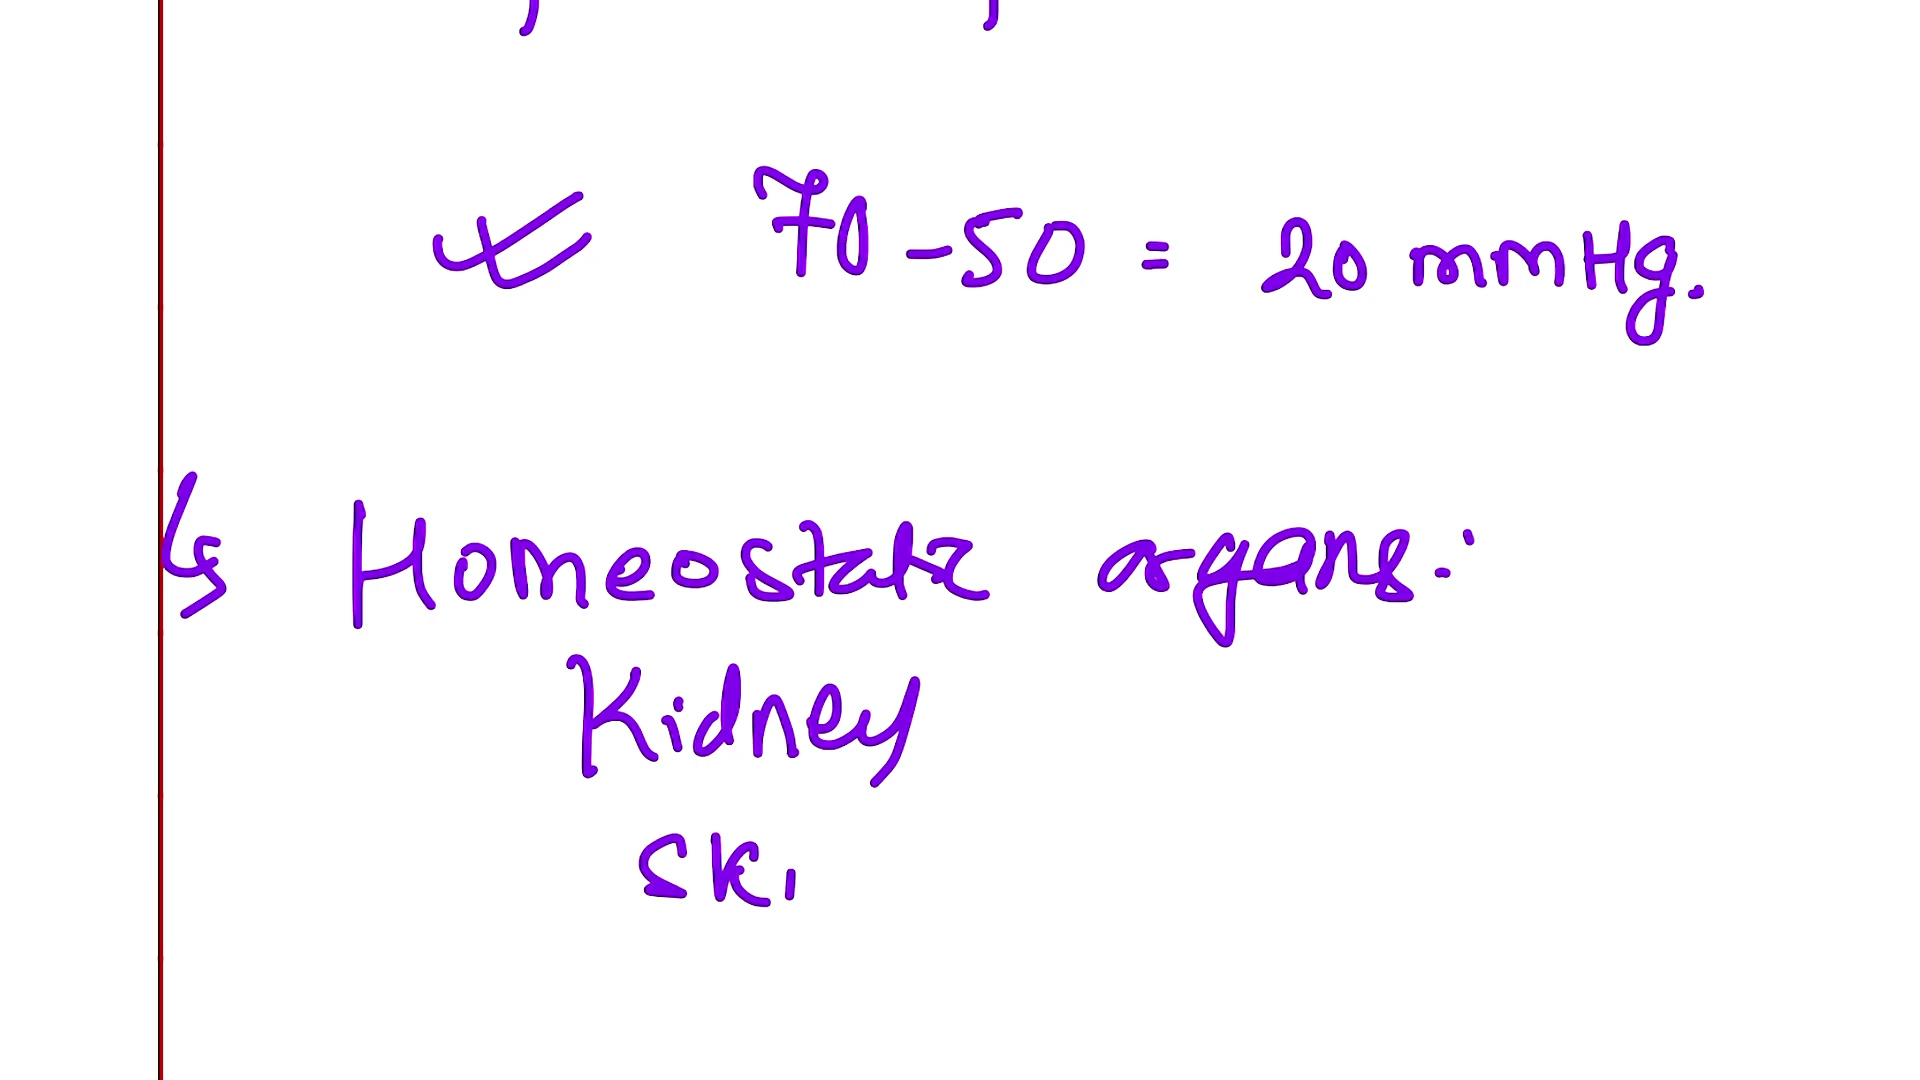 70 - 50 = 20 mmHg.
Homeostatic organs:
Kidney
Ski